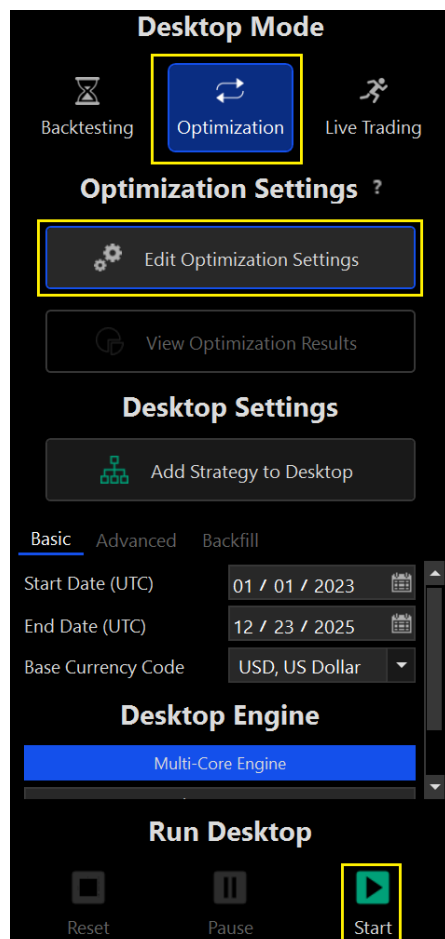 Desktop Mode
Backtesting Optimization Live Trading
Optimization Settings ?
Edit Optimization Settings
View Optimization Results
Desktop Settings
Add Strategy to Desktop
Basic Advanced Backfill
Start Date (UTC) 01 / 01 / 2023
End Date (UTC) 12 / 23 / 2025
Base Currency Code USD, US Dollar
Desktop Engine
Multi-Core Engine
Run Desktop
Reset Pause Start